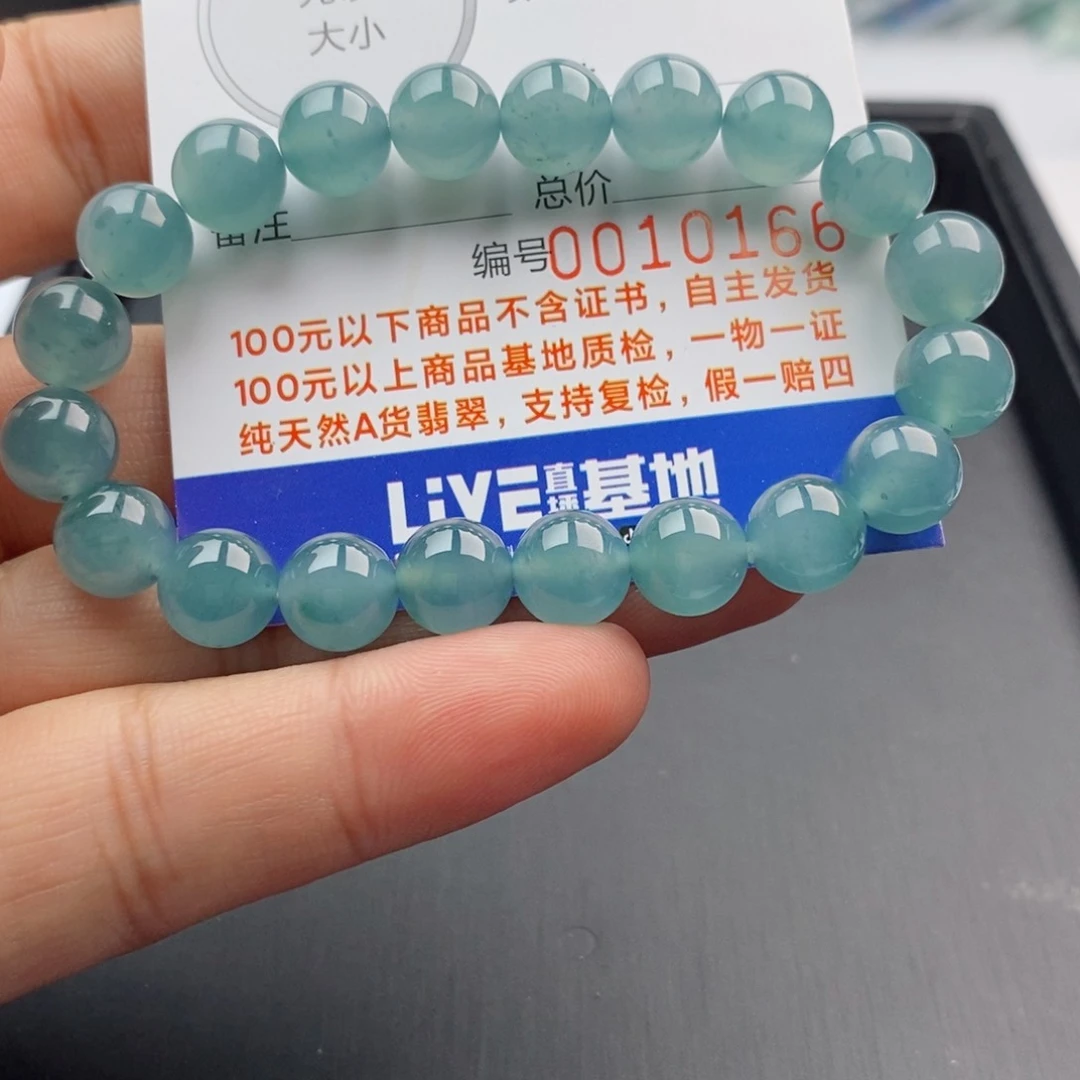 大小
总价
备注
编号0010166
100元以下商品不含证书，自主发货
100元以上商品基地质检，一物一证
纯天然A货翡翠，支持复检，假一赔四
LiVE直播基地